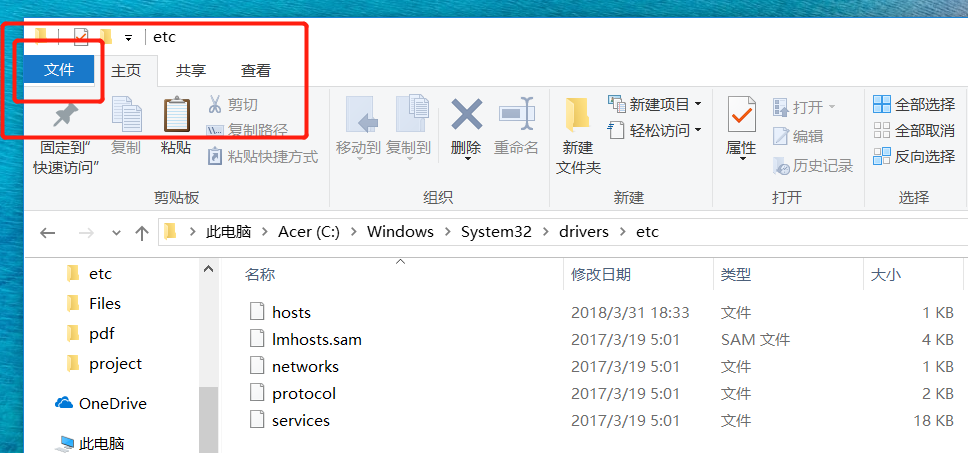 etc
文件 主页 共享 查看
固定到"
快速访问"
复制
粘贴
剪切
复制路径
粘贴快捷方式
剪贴板
移动到 复制到 删除 重命名
组织
新建
文件夹
新建项目
轻松访问
新建
属性
打开
编辑
历史记录
打开
全部选择
全部取消
反向选择
选择
此电脑 Acer (C:) Windows System32 drivers etc
etc
Files
pdf
project
OneDrive
此电脑
名称 修改日期 类型 大小
hosts 2018/3/31 18:33 文件 1 KB
lmhosts.sam 2017/3/19 5:01 SAM 文件 4 KB
networks 2017/3/19 5:01 文件 1 KB
protocol 2017/3/19 5:01 文件 2 KB
services 2017/3/19 5:01 文件 18 KB